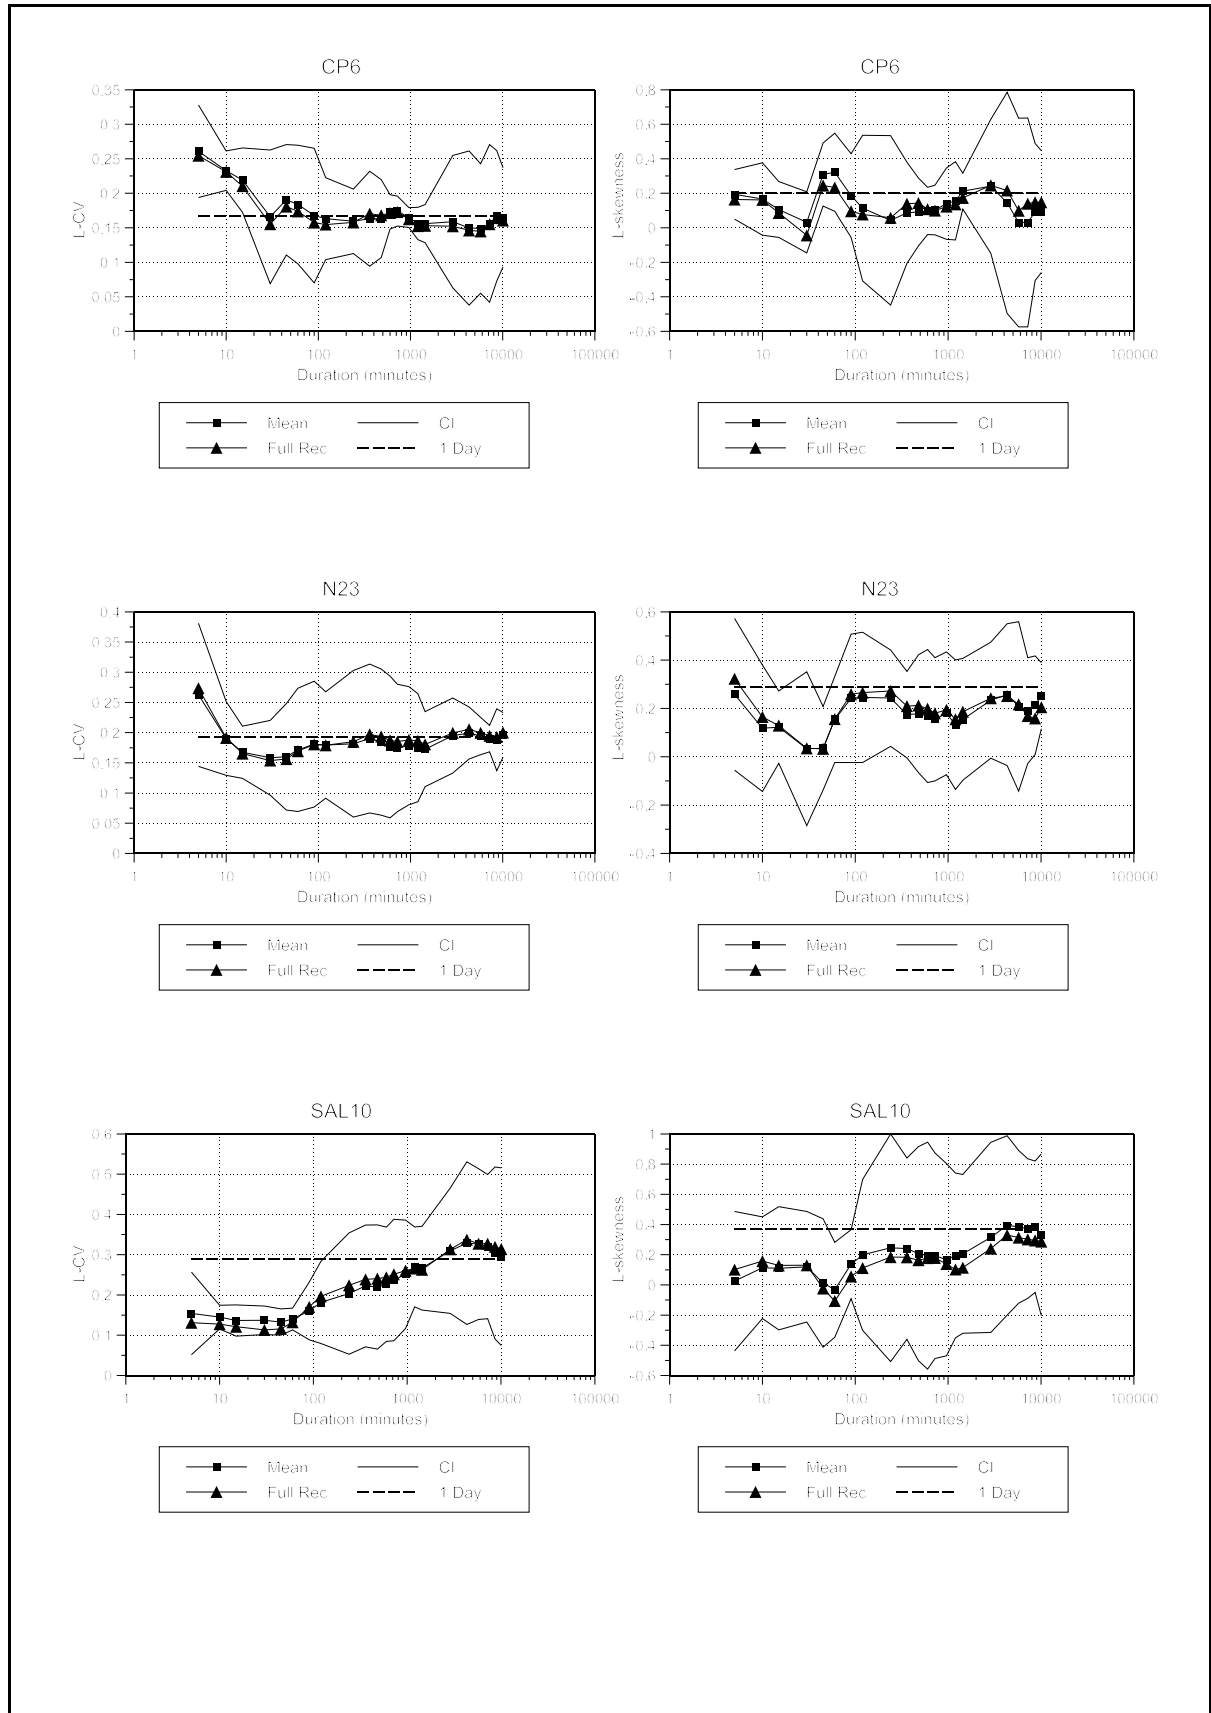 CP6
0.35
0.3
0.25
0.2
0.15
0.1
0.05
0
L-CV
1 10 100 1000 10000 100000
Duration (minutes)
Mean CI
Full Rec 1 Day
CP6
0.8
0.6
0.4
0.2
0
-0.2
-0.4
-0.6
L-skewness
1 10 100 1000 10000 100000
Duration (minutes)
Mean CI
Full Rec 1 Day
N23
0.4
0.35
0.3
0.25
0.2
0.15
0.1
0.05
0
L-CV
1 10 100 1000 10000 100000
Duration (minutes)
Mean CI
Full Rec 1 Day
N23
0.6
0.4
0.2
0
-0.2
-0.4
L-skewness
1 10 100 1000 10000 100000
Duration (minutes)
Mean CI
Full Rec 1 Day
SAL10
0.6
0.5
0.4
0.3
0.2
0.1
0
L-CV
1 10 100 1000 10000 100000
Duration (minutes)
Mean CI
Full Rec 1 Day
SAL10
1
0.8
0.6
0.4
0.2
0
-0.2
-0.4
-0.6
L-skewness
1 10 100 1000 10000 100000
Duration (minutes)
Mean CI
Full Rec 1 Day